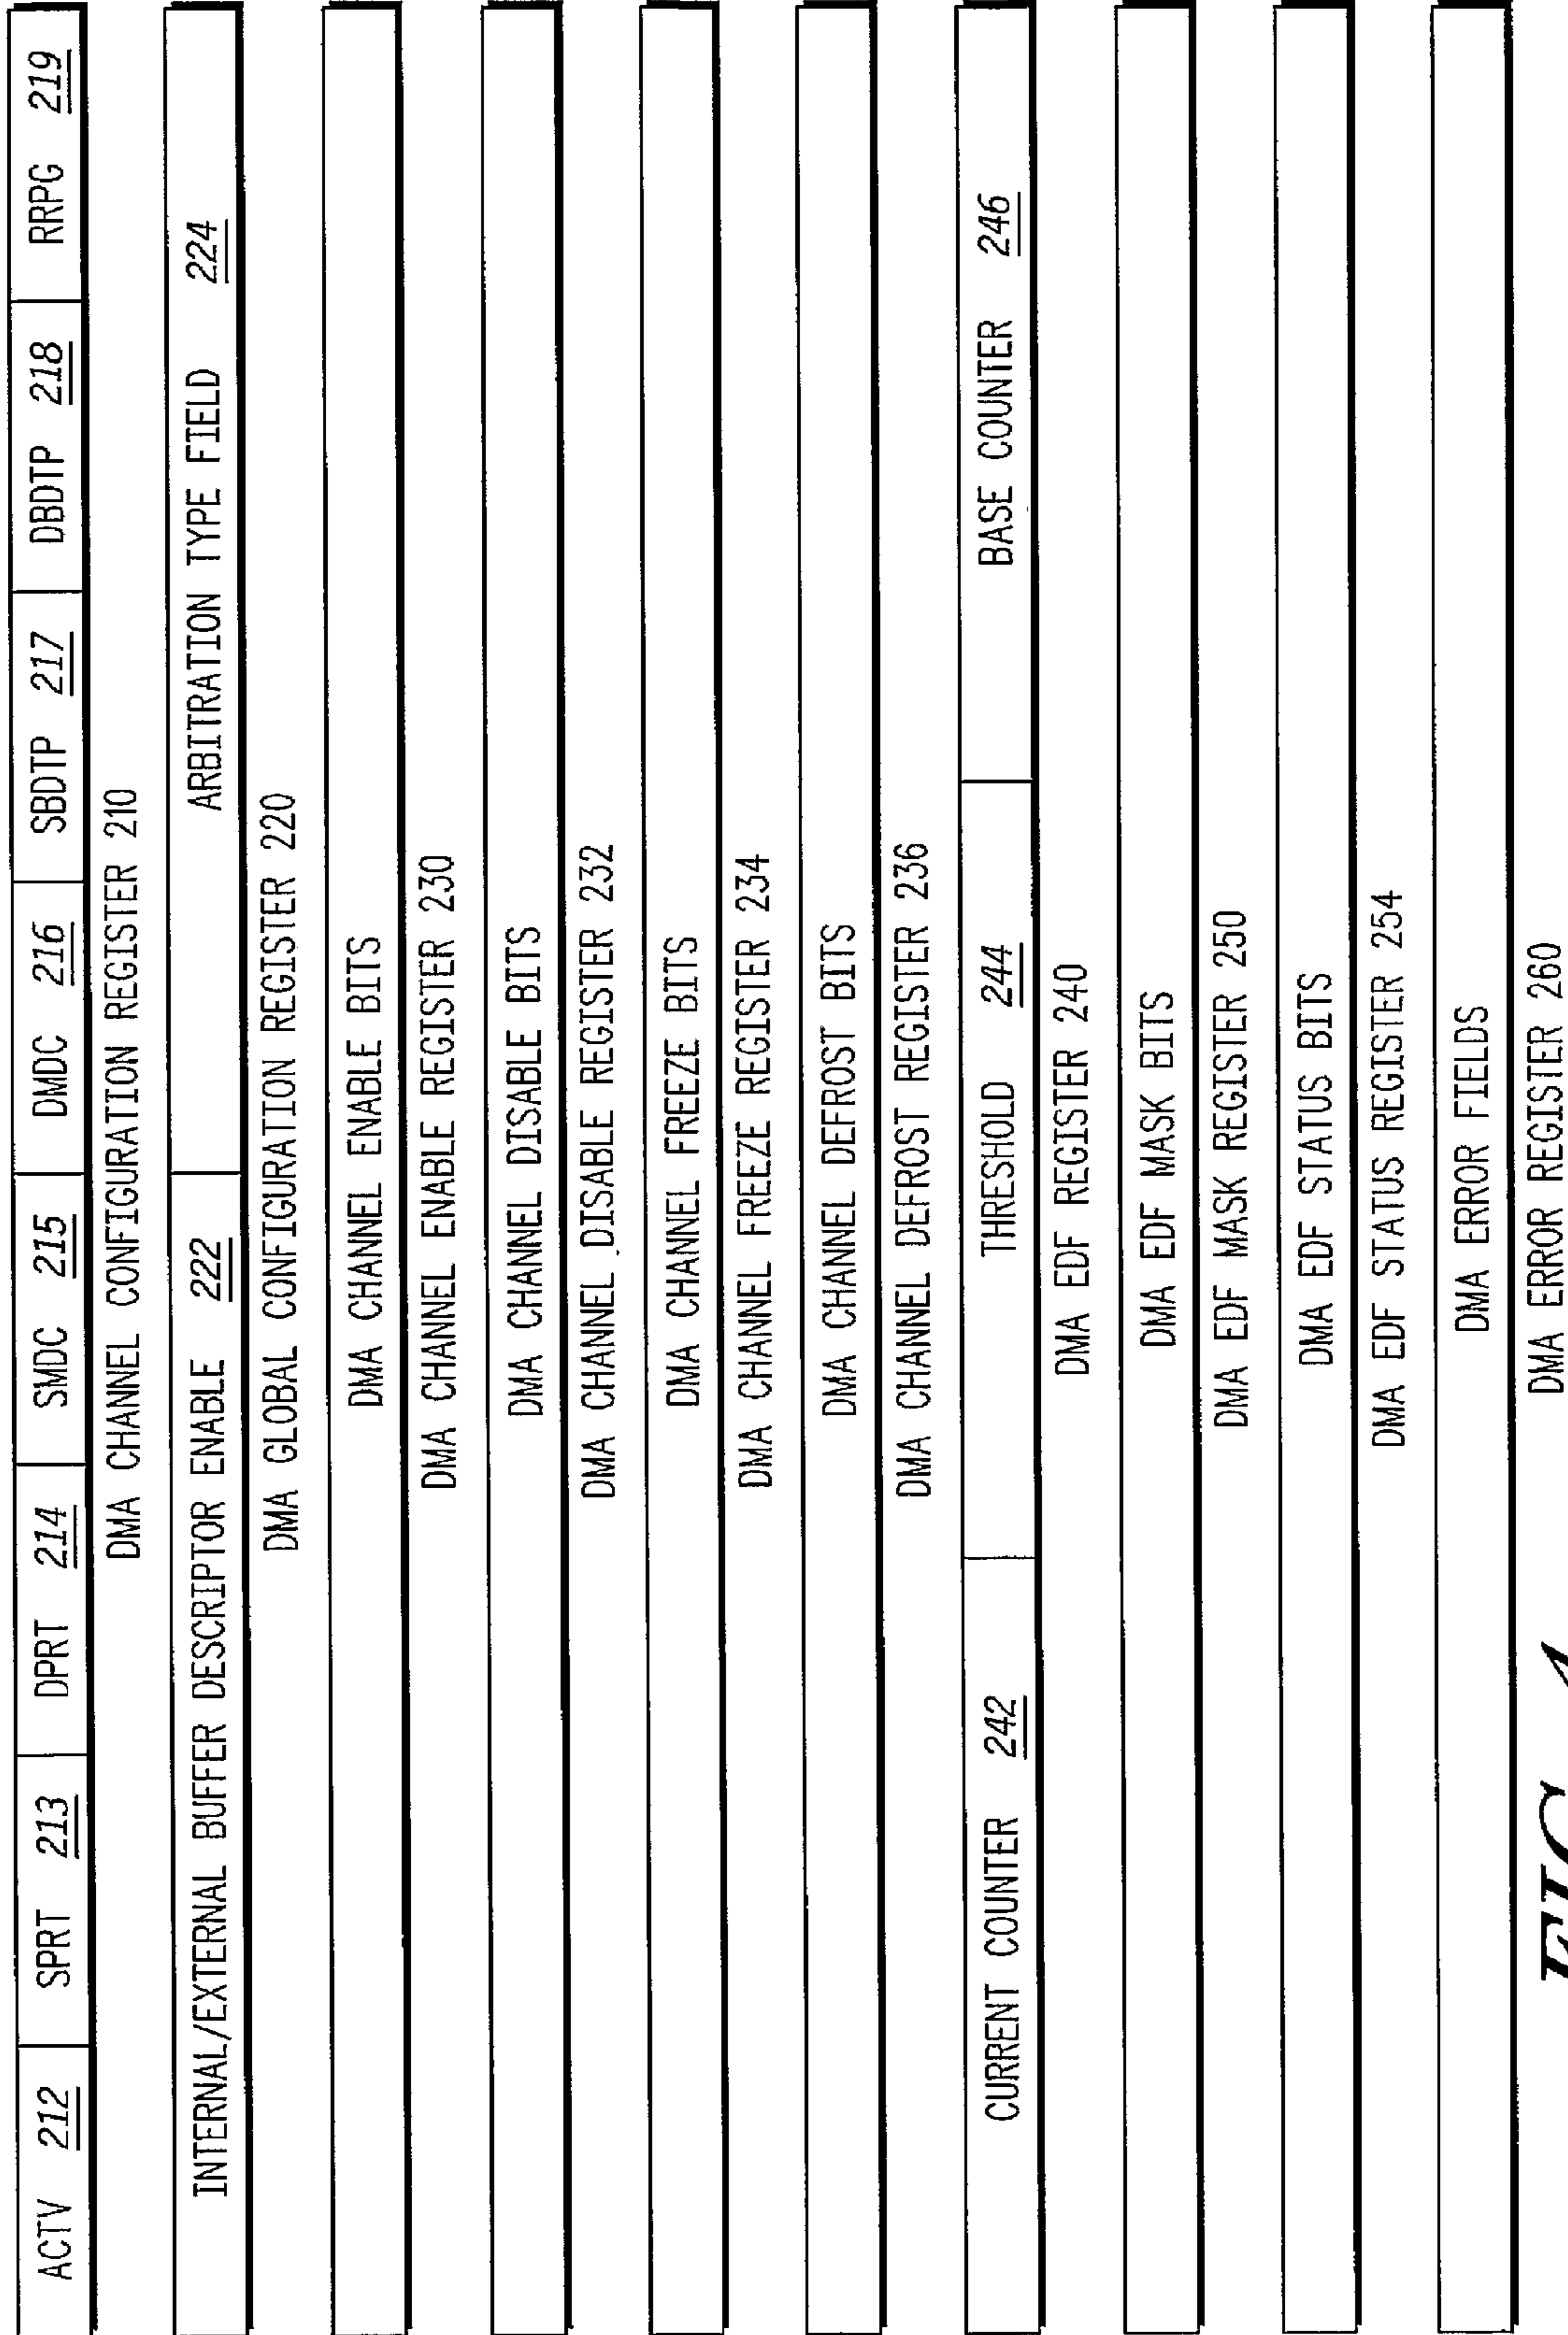 ACTV 212 SPRT 213 DPRT 214 SMDC 215 DMDC 216 SBDTP 217 DBDTP 218 RRPG 219
DMA CHANNEL CONFIGURATION REGISTER 210
INTERNAL/EXTERNAL BUFFER DESCRIPTOR ENABLE 222 ARBITRATION TYPE FIELD 224
DMA GLOBAL CONFIGURATION REGISTER 220
DMA CHANNEL ENABLE BITS
DMA CHANNEL ENABLE REGISTER 230
DMA CHANNEL DISABLE BITS
DMA CHANNEL DISABLE REGISTER 232
DMA CHANNEL FREEZE BITS
DMA CHANNEL FREEZE REGISTER 234
DMA CHANNEL DEFROST BITS
DMA CHANNEL DEFROST REGISTER 236
CURRENT COUNTER 242 THRESHOLD 244 BASE COUNTER 246
DMA EDF REGISTER 240
DMA EDF MASK BITS
DMA EDF MASK REGISTER 250
DMA EDF STATUS BITS
DMA EDF STATUS REGISTER 254
DMA ERROR FIELDS
DMA ERROR REGISTER 260